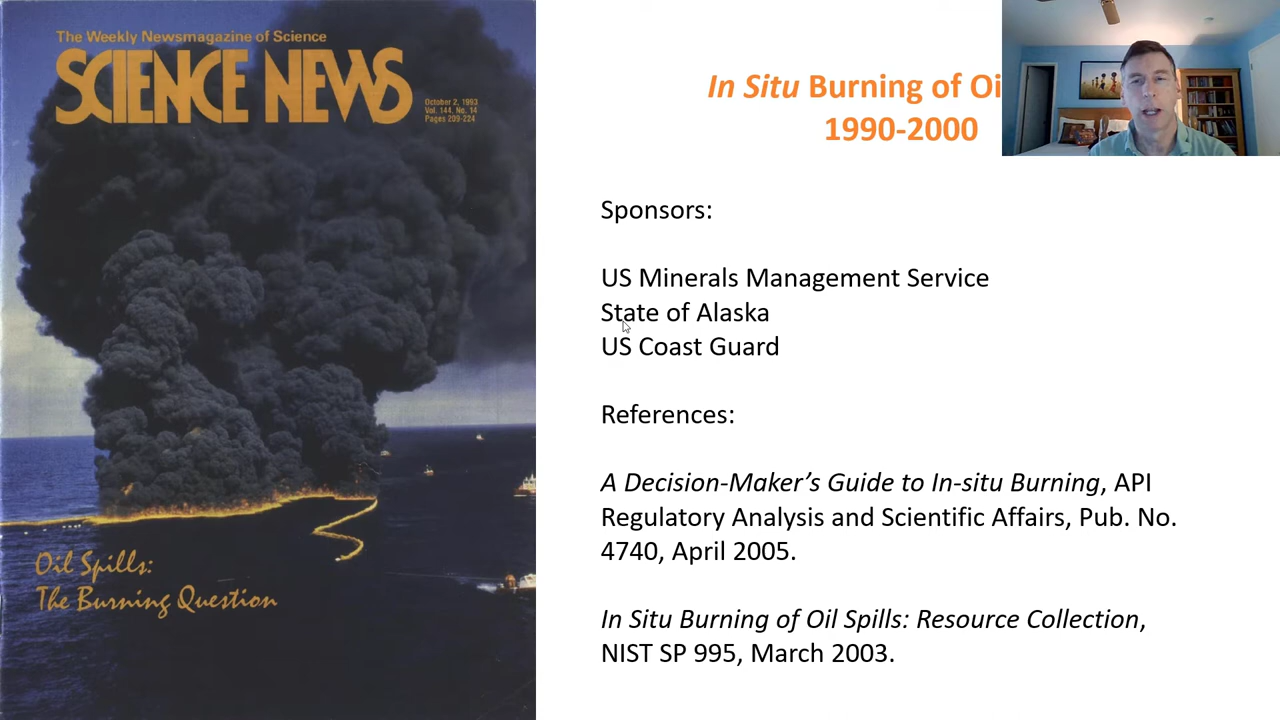 The Weekly Newsmagazine of Science
SCIENCE NEWS
October 2, 1993
Vol. 144, No. 14
Pages 209-224
Oil Spills:
The Burning Question
In Situ Burning of Oi
1990-2000
Sponsors:
US Minerals Management Service
State of Alaska
US Coast Guard
References:
A Decision-Maker’s Guide to In-situ Burning, API
Regulatory Analysis and Scientific Affairs, Pub. No.
4740, April 2005.
In Situ Burning of Oil Spills: Resource Collection,
NIST SP 995, March 2003.